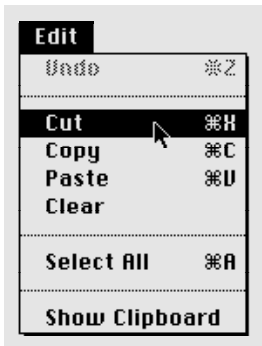 Edit
Undo ⌘Z
Cut ⌘X
Copy ⌘C
Paste ⌘V
Clear
Select All ⌘A
Show Clipboard